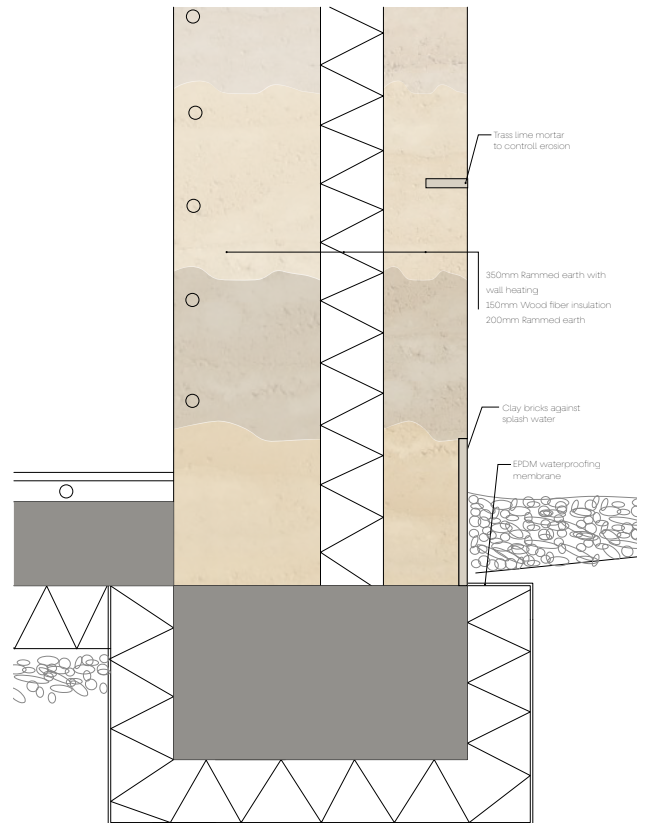 Trass lime mortar
to controll erosion
350mm Rammed earth with
wall heating
150mm Wood fiber insulation
200mm Rammed earth
Clay bricks against
splash water
EPDM waterproofing
membrane